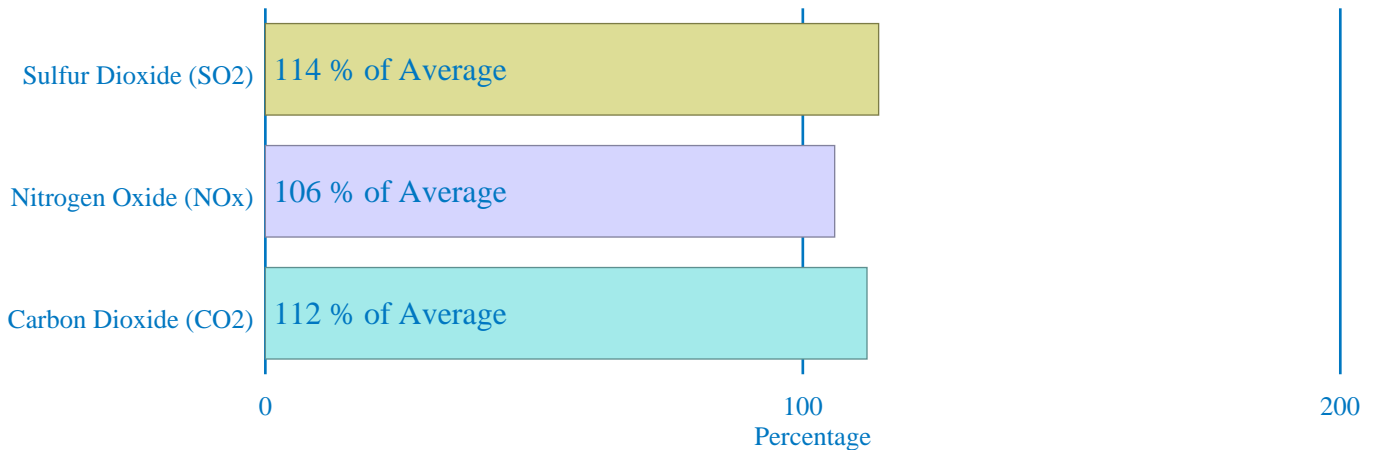 Sulfur Dioxide (SO2)
114 % of Average
Nitrogen Oxide (NOx)
106 % of Average
Carbon Dioxide (CO2)
112 % of Average
0
100
200
Percentage